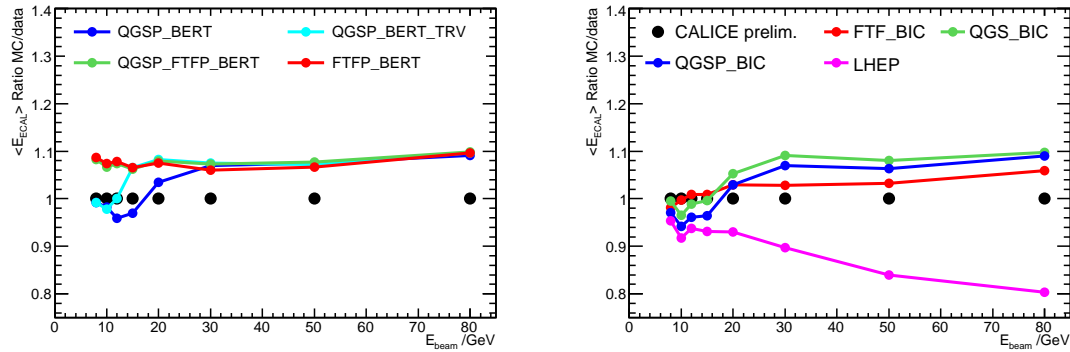 <E_ECAL> Ratio MC/data
1.4
1.3
1.2
1.1
1
0.9
0.8
QGSP_BERT
QGSP_BERT_TRV
QGSP_FTFP_BERT
FTFP_BERT
0 10 20 30 40 50 60 70 80
E_beam /GeV
<E_ECAL> Ratio MC/data
1.4
1.3
1.2
1.1
1
0.9
0.8
CALICE prelim.
FTF_BIC
QGS_BIC
QGSP_BIC
LHEP
0 10 20 30 40 50 60 70 80
E_beam /GeV